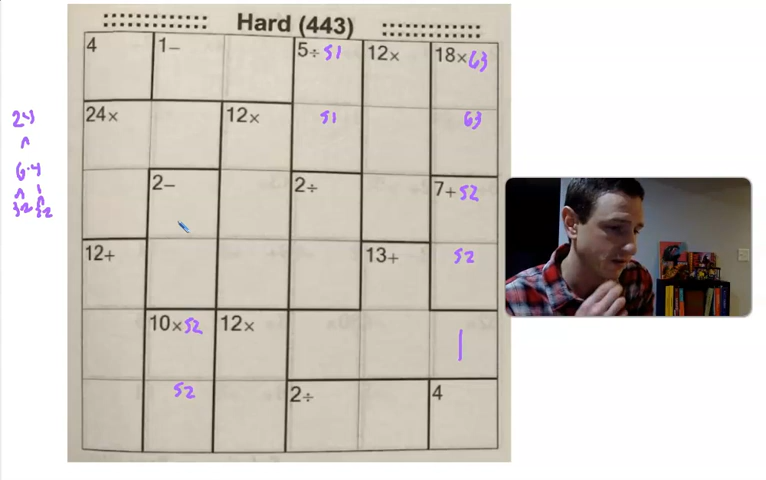 Hard (443)
4 1− 5÷ 51 12× 18× 63
24× 12× 51 63
2− 2÷ 7+ 52
12+ 13+ 52
10× 52 12× 1
52 2÷ 4
24
6·4
32 22